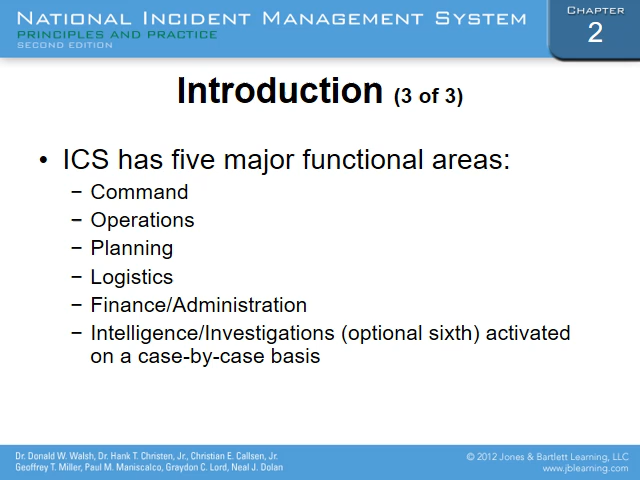 NATIONAL INCIDENT MANAGEMENT SYSTEM
PRINCIPLES AND PRACTICE
SECOND EDITION
CHAPTER
2
Introduction (3 of 3)
• ICS has five major functional areas:
− Command
− Operations
− Planning
− Logistics
− Finance/Administration
− Intelligence/Investigations (optional sixth) activated
on a case-by-case basis
Dr. Donald W. Walsh, Dr. Hank T. Christen, Jr., Christian E. Callsen, Jr.
Geoffrey T. Miller, Paul M. Maniscalco, Graydon C. Lord, Neal J. Dolan
© 2012 Jones & Bartlett Learning, LLC
www.jblearning.com